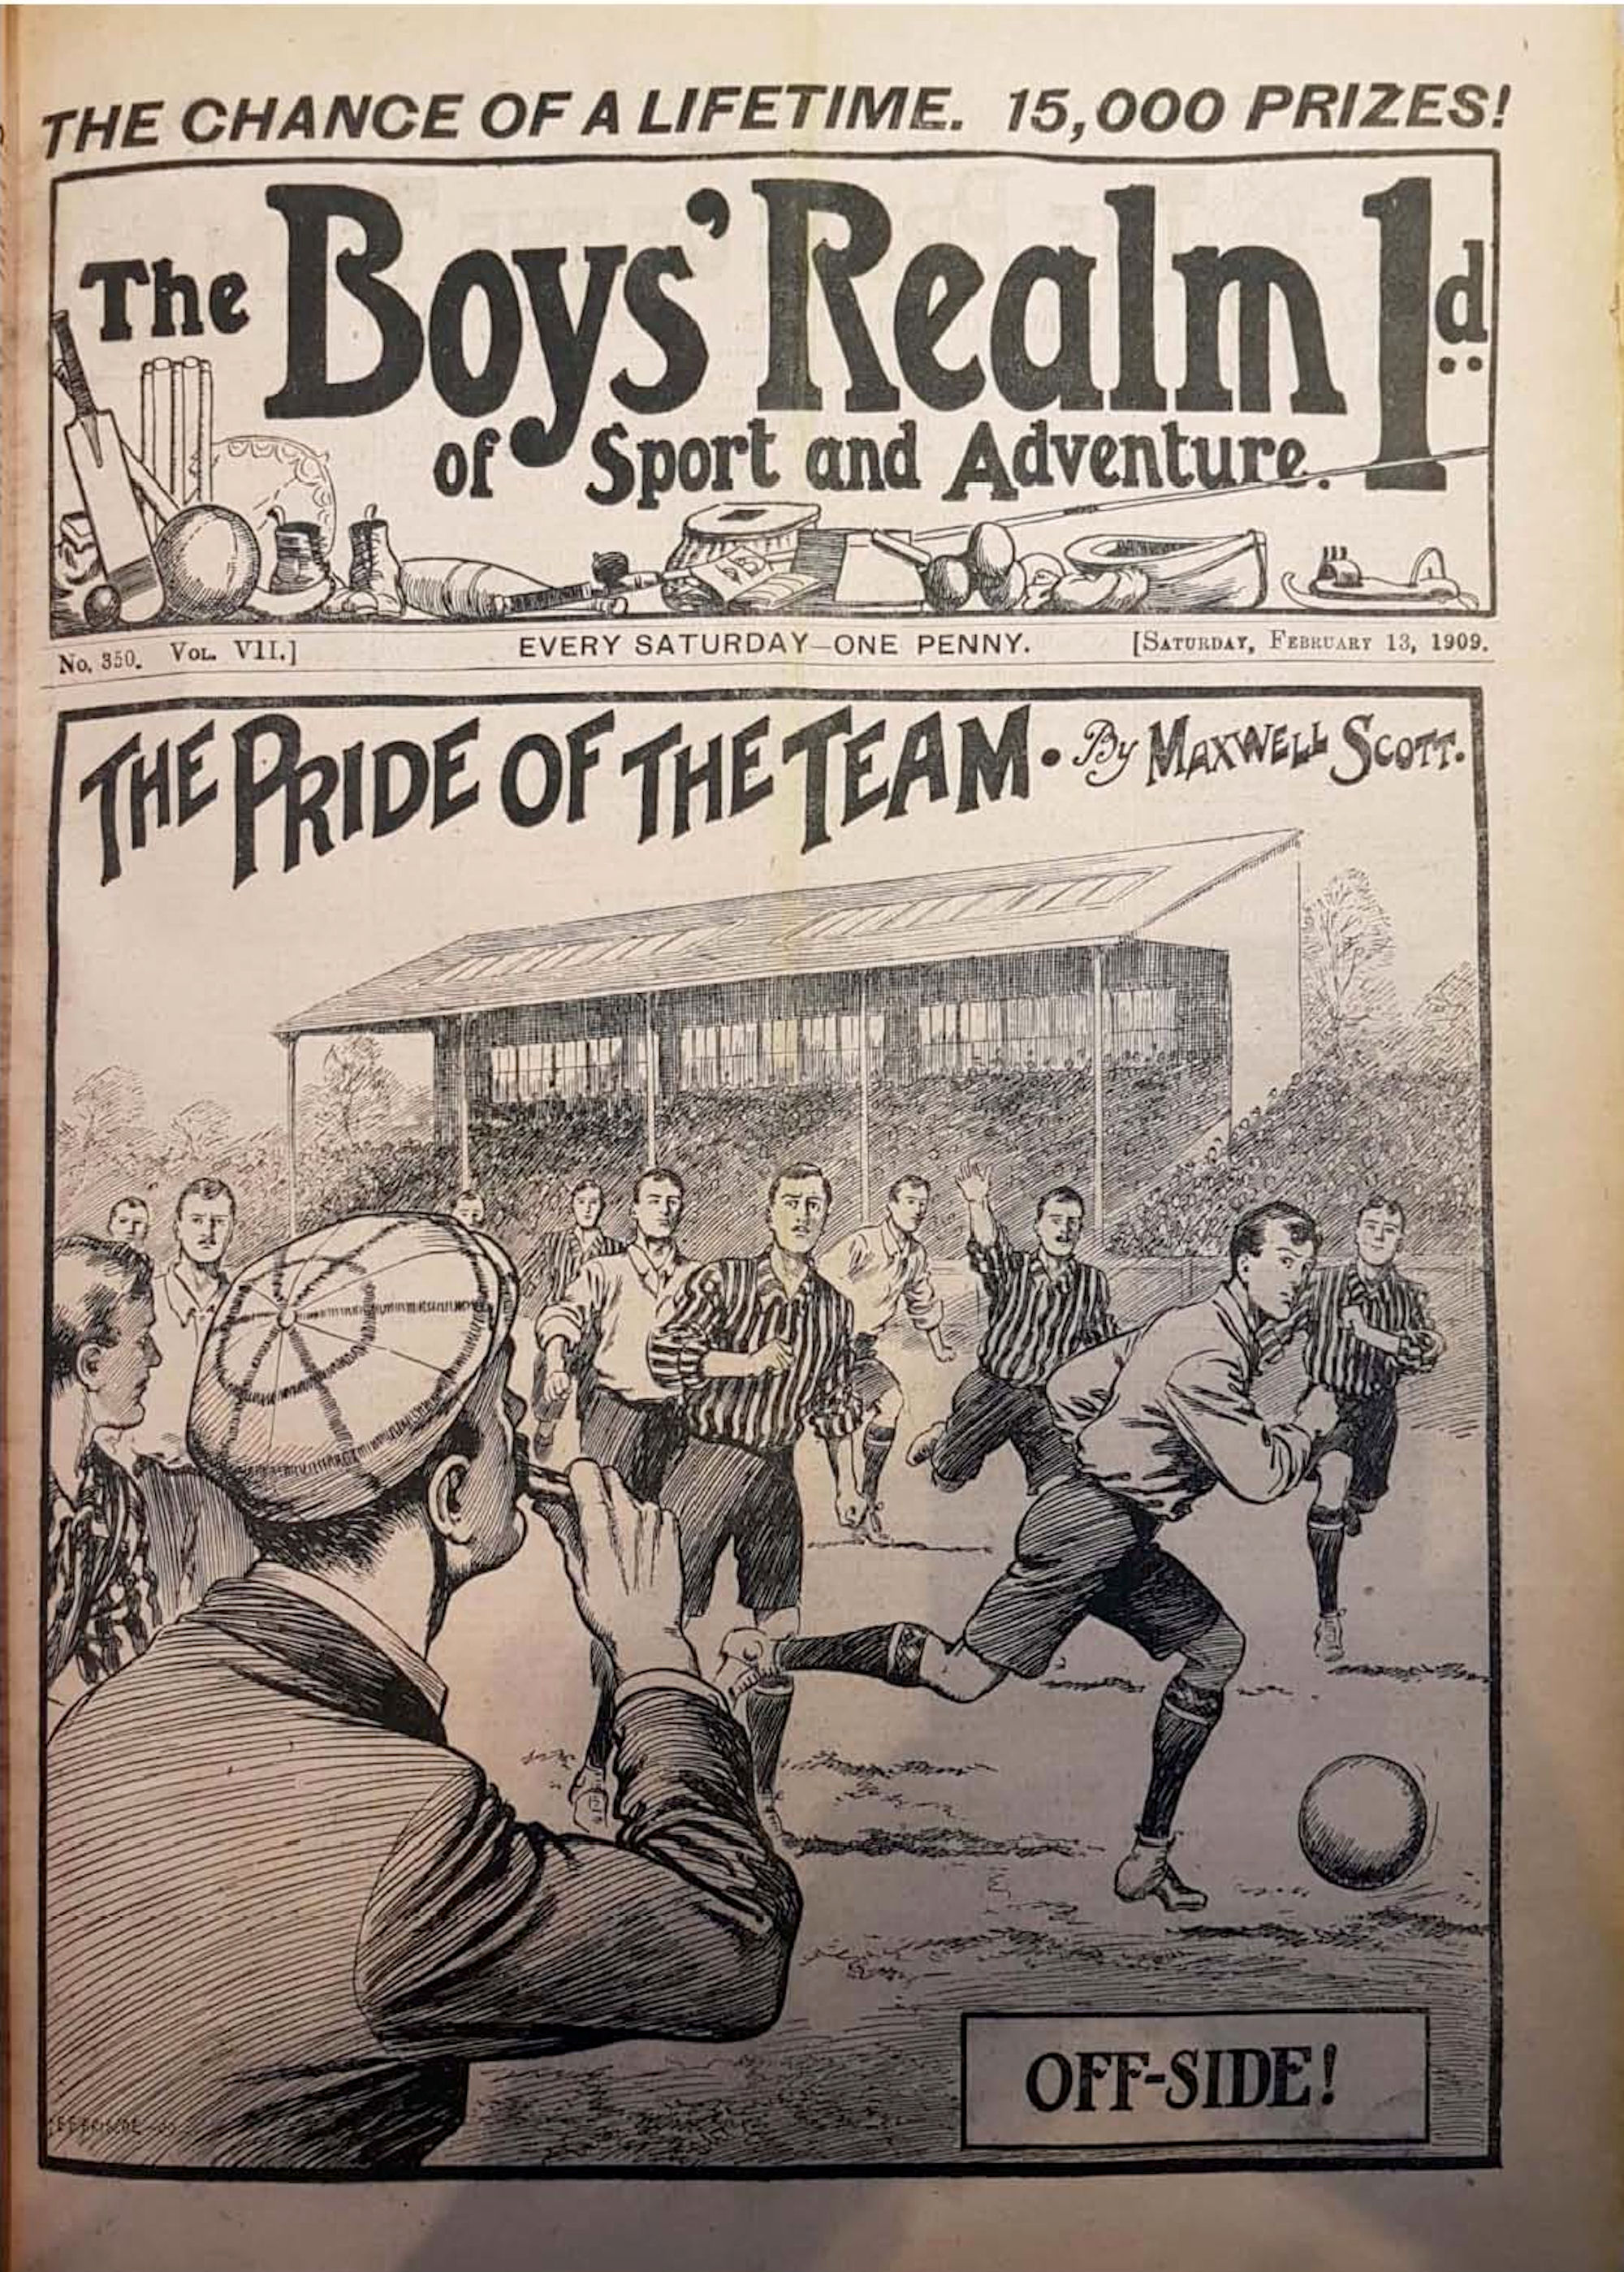 THE CHANCE OF A LIFETIME. 15,000 PRIZES!
The Boys' Realm 1d
of Sport and Adventure.
No. 350. VOL. VII.] EVERY SATURDAY—ONE PENNY. [SATURDAY, FEBRUARY 13, 1909.
THE PRIDE OF THE TEAM • By MAXWELL SCOTT.
OFF-SIDE!